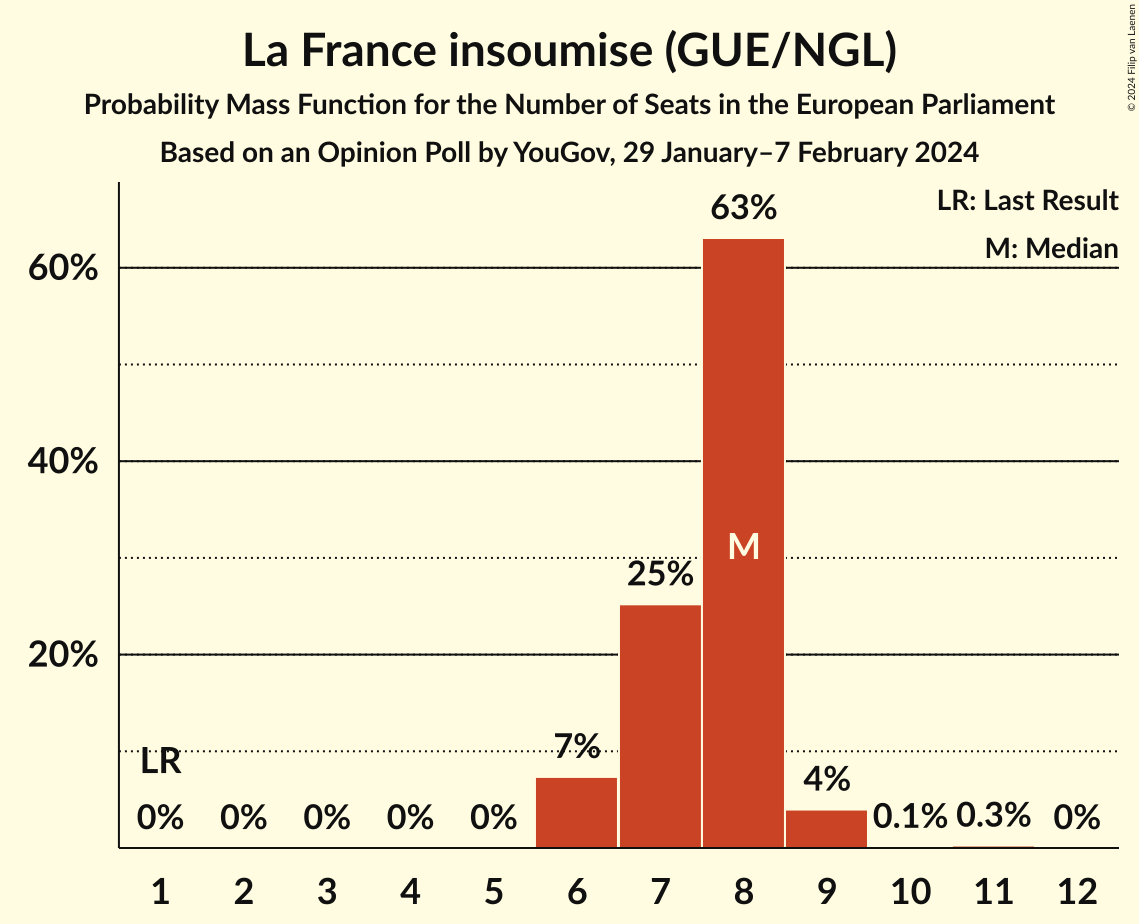 La France insoumise (GUE/NGL)
Probability Mass Function for the Number of Seats in the European Parliament
Based on an Opinion Poll by YouGov, 29 January–7 February 2024
© 2024 Filip van Laenen
LR: Last Result
M: Median
63%
60%
40%
M
25%
20%
7%
LR
4%
0% 0% 0% 0% 0% 0.1% 0.3% 0%
1 2 3 4 5 6 7 8 9 10 11 12